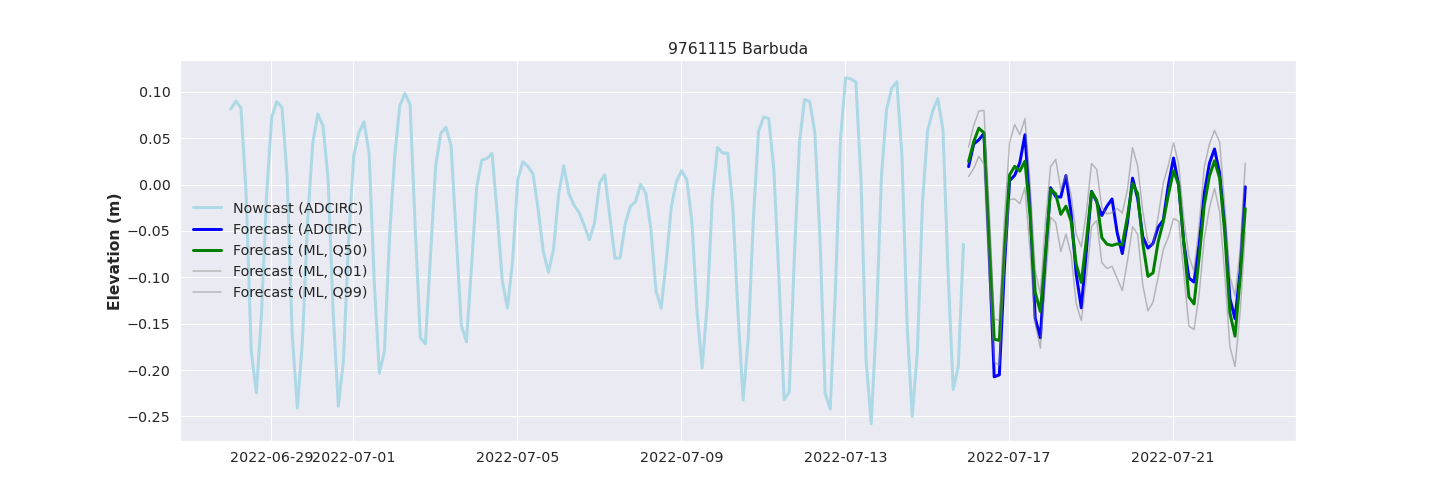 9761115 Barbuda
Elevation (m)
0.10
0.05
0.00
−0.05
−0.10
−0.15
−0.20
−0.25
Nowcast (ADCIRC)
Forecast (ADCIRC)
Forecast (ML, Q50)
Forecast (ML, Q01)
Forecast (ML, Q99)
2022-06-29 2022-07-01 2022-07-05 2022-07-09 2022-07-13 2022-07-17 2022-07-21